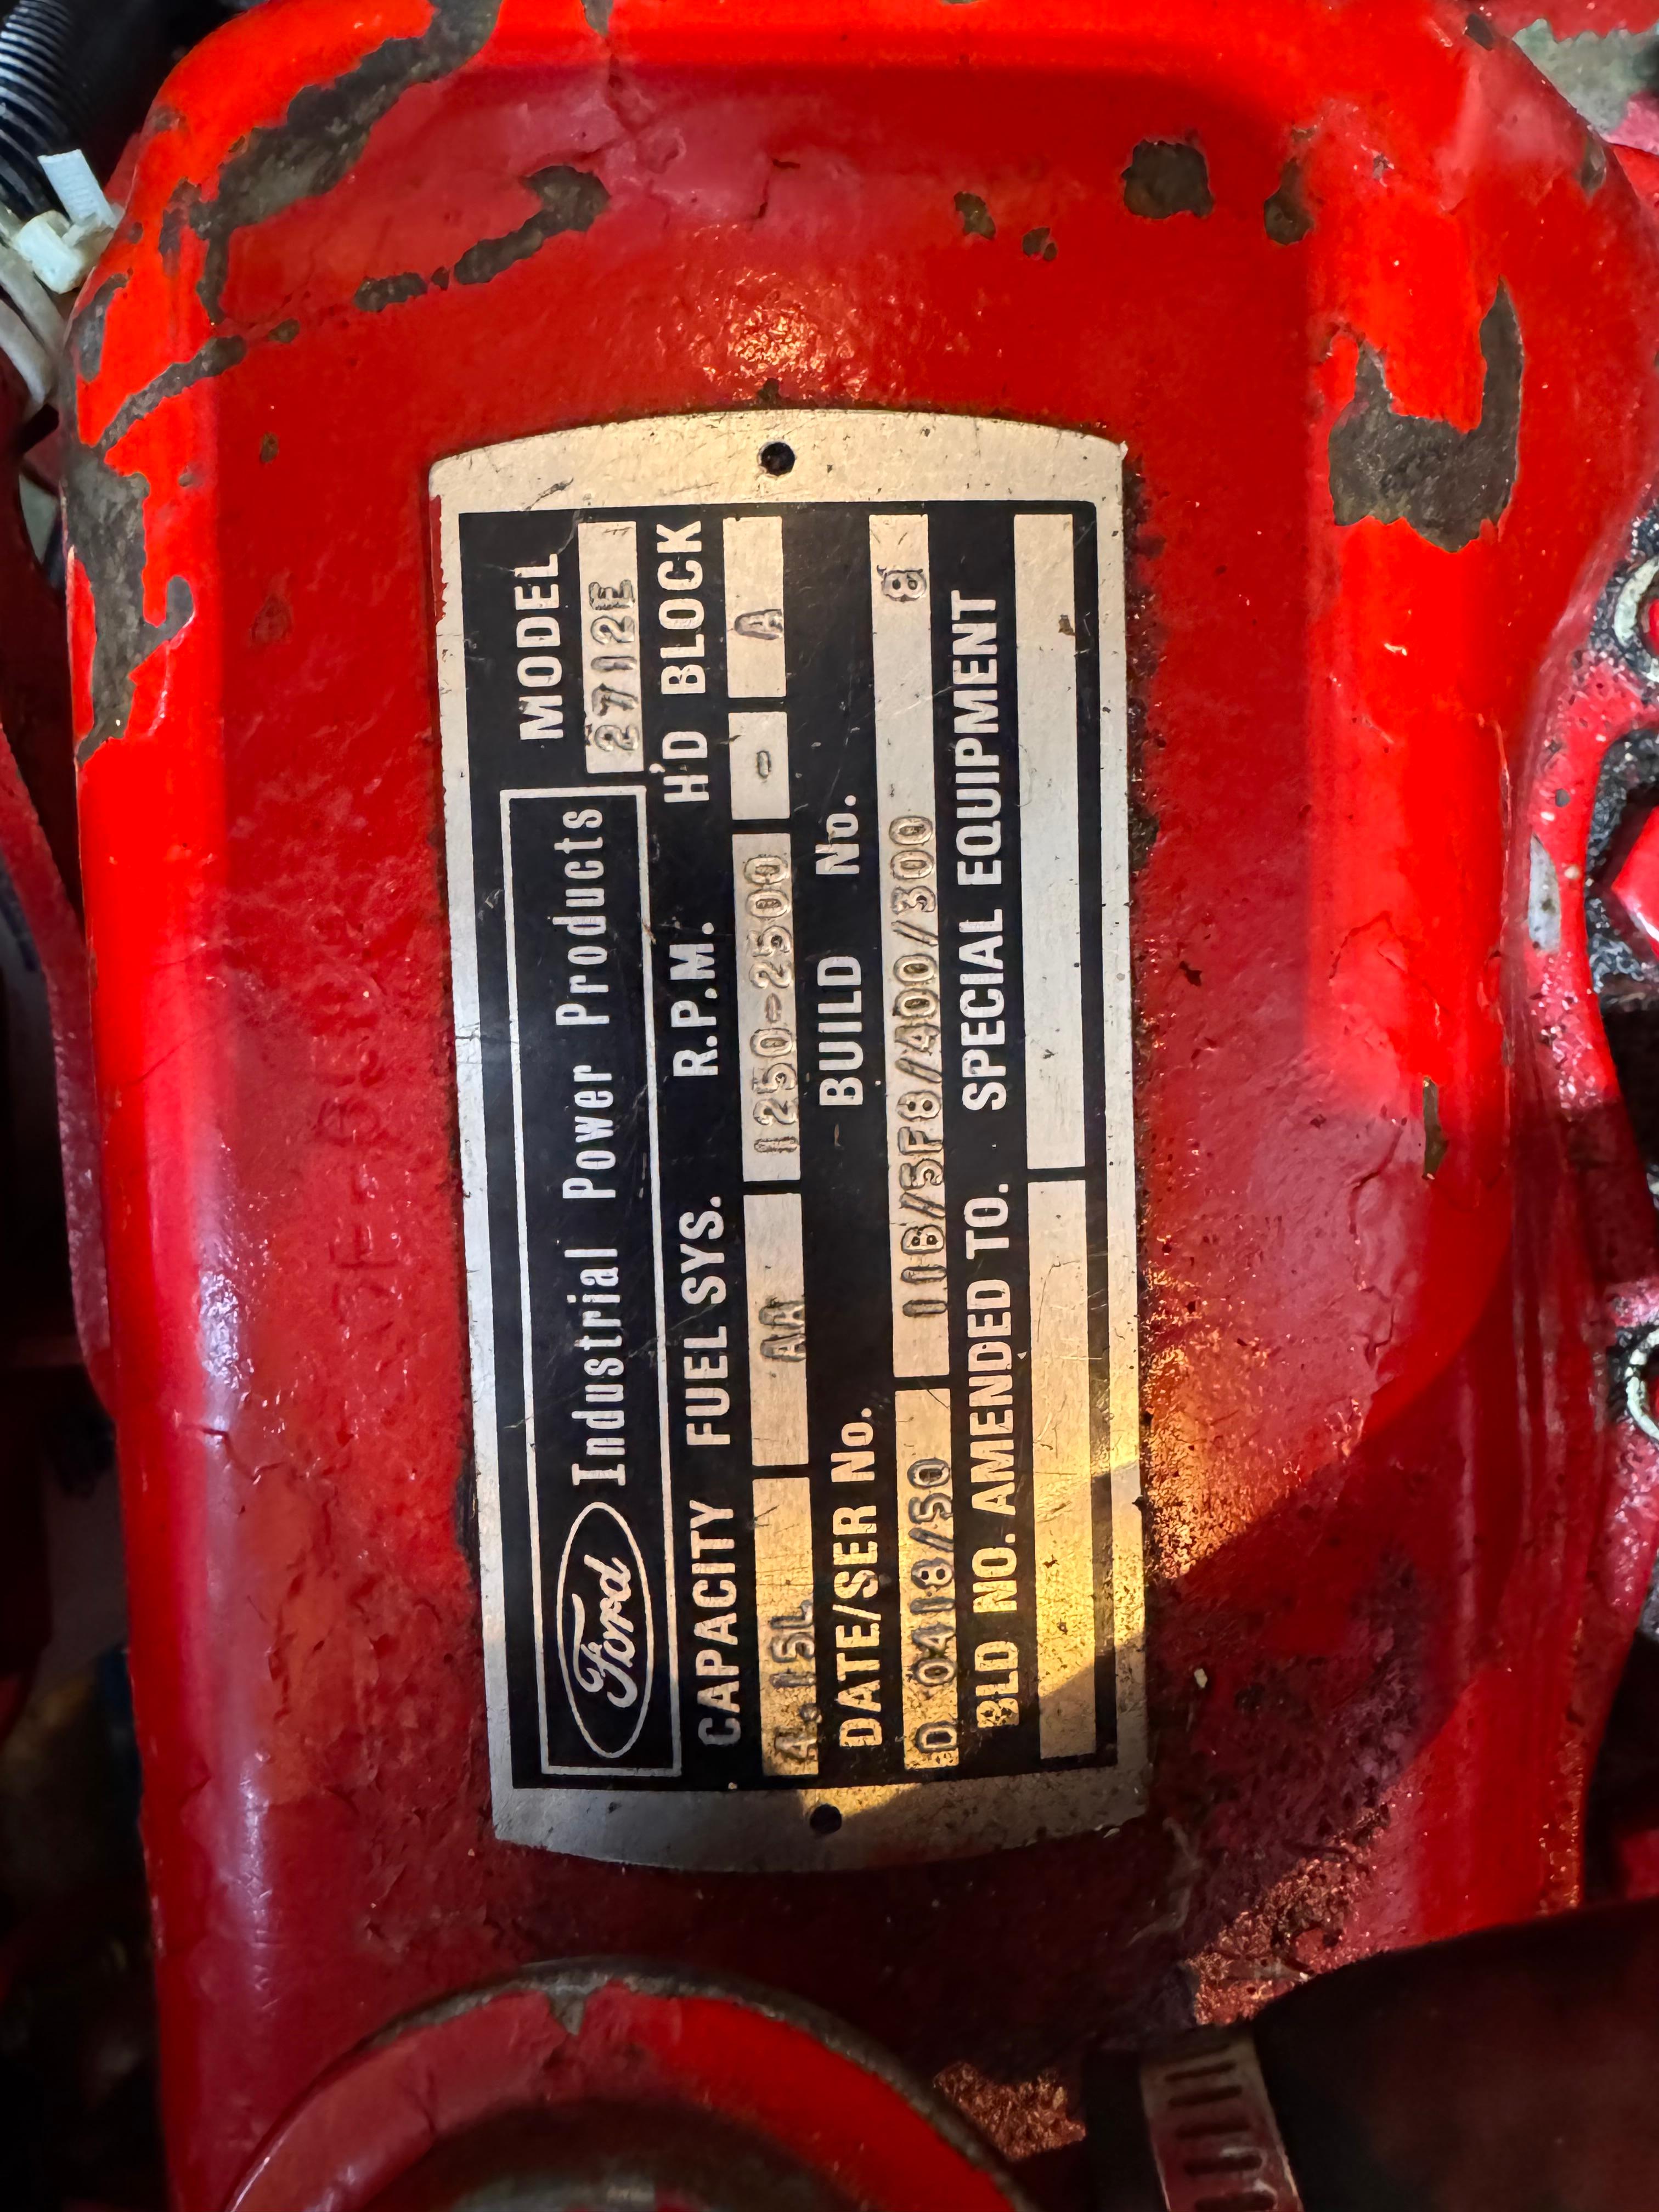 Ford Industrial Power Products MODEL
2712E
CAPACITY FUEL SYS. R.P.M. H'D BLOCK
4.15L AA 1250-2500 - A
DATE/SER No. BUILD No.
D 0418/50 11B/5F8/400/300 8
BLD NO. AMENDED TO. SPECIAL EQUIPMENT